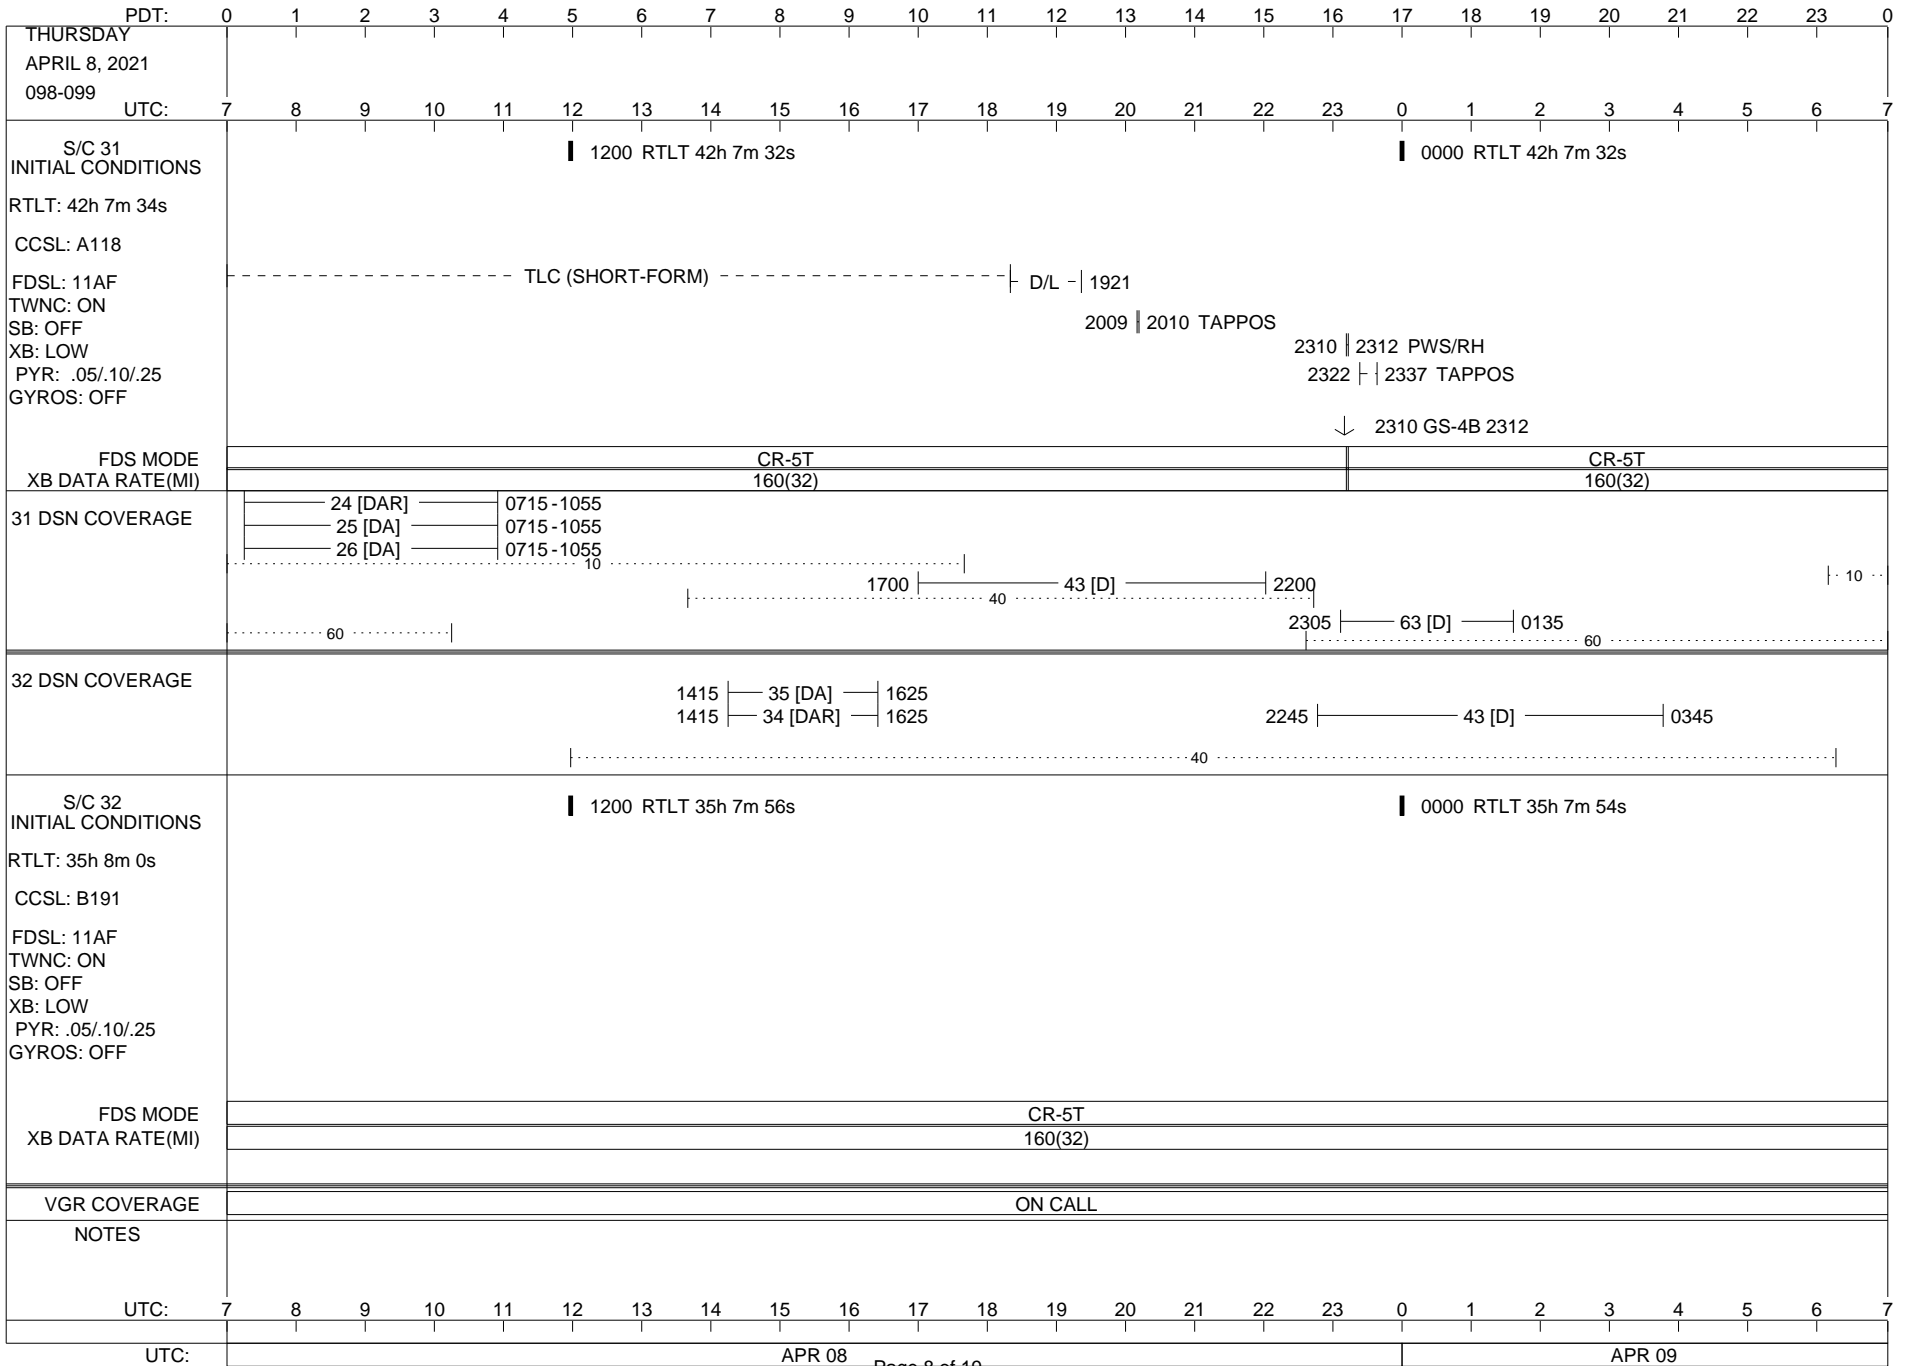 PDT: 0 1 2 3 4 5 6 7 8 9 10 11 12 13 14 15 16 17 18 19 20 21 22 23 0
THURSDAY
APRIL 8, 2021
098-099
UTC: 7 8 9 10 11 12 13 14 15 16 17 18 19 20 21 22 23 0 1 2 3 4 5 6 7
S/C 31
INITIAL CONDITIONS
1200 RTLT 42h 7m 32s
0000 RTLT 42h 7m 32s
RTLT: 42h 7m 34s
CCSL: A118
FDSL: 11AF
TWNC: ON
SB: OFF
XB: LOW
PYR: .05/.10/.25
GYROS: OFF
TLC (SHORT-FORM)
D/L 1921
2009 2010 TAPPOS
2310 2312 PWS/RH
2322 2337 TAPPOS
2310 GS-4B 2312
FDS MODE CR-5T CR-5T
XB DATA RATE(MI) 160(32) 160(32)
31 DSN COVERAGE
24 [DAR] 0715-1055
25 [DA] 0715-1055
26 [DA] 0715-1055
10
10
1700 43 [D] 2200
40
2305 63 [D] 0135
60
60
32 DSN COVERAGE
1415 35 [DA] 1625
1415 34 [DAR] 1625
2245 43 [D] 0345
40
S/C 32
INITIAL CONDITIONS
1200 RTLT 35h 7m 56s
0000 RTLT 35h 7m 54s
RTLT: 35h 8m 0s
CCSL: B191
FDSL: 11AF
TWNC: ON
SB: OFF
XB: LOW
PYR: .05/.10/.25
GYROS: OFF
FDS MODE CR-5T
XB DATA RATE(MI) 160(32)
VGR COVERAGE ON CALL
NOTES
UTC: 7 8 9 10 11 12 13 14 15 16 17 18 19 20 21 22 23 0 1 2 3 4 5 6 7
UTC: APR 08 APR 09
Page 8 of 19